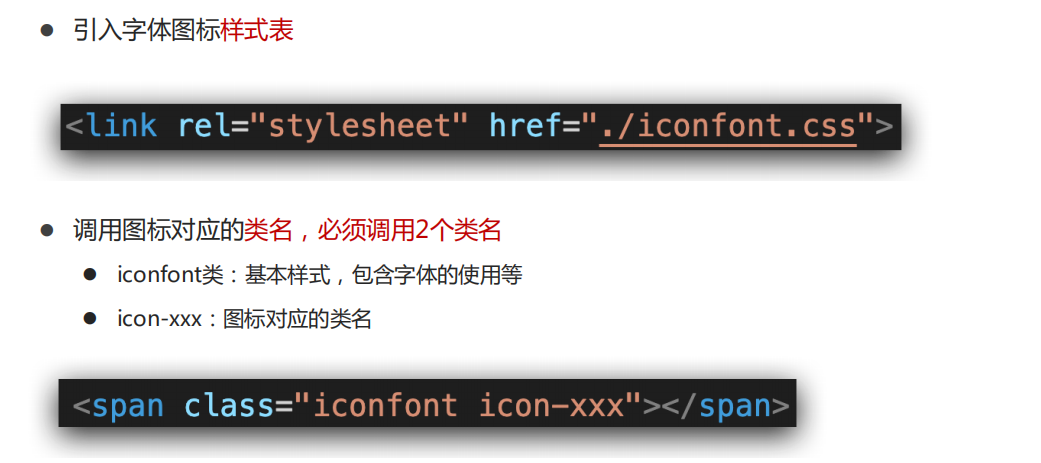 引入字体图标样式表
<link rel="stylesheet" href="./iconfont.css">
调用图标对应的类名，必须调用2个类名
iconfont类：基本样式，包含字体的使用等
icon-xxx：图标对应的类名
<span class="iconfont icon-xxx"></span>